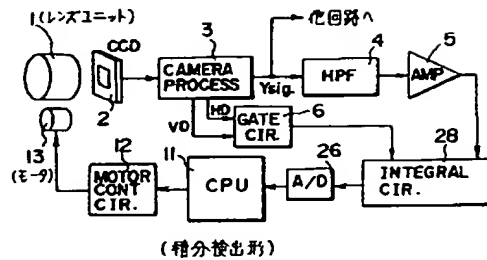 1(レンズユニット)
CCD
2
3
CAMERA
PROCESS
Ysig.
他回路へ
4
HPF
5
AMP
HD
VD
6
GATE
CIR.
13
(モータ)
12
MOTOR
CONT
CIR.
11
CPU
26
A/D
28
INTEGRAL
CIR.
(積分検出形)